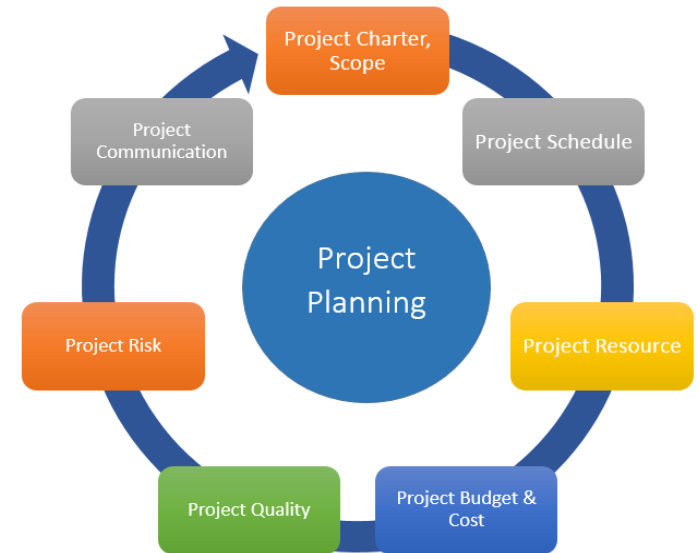 Project Charter,
Scope
Project Schedule
Project Resource
Project Budget &
Cost
Project Quality
Project Risk
Project
Communication
Project
Planning